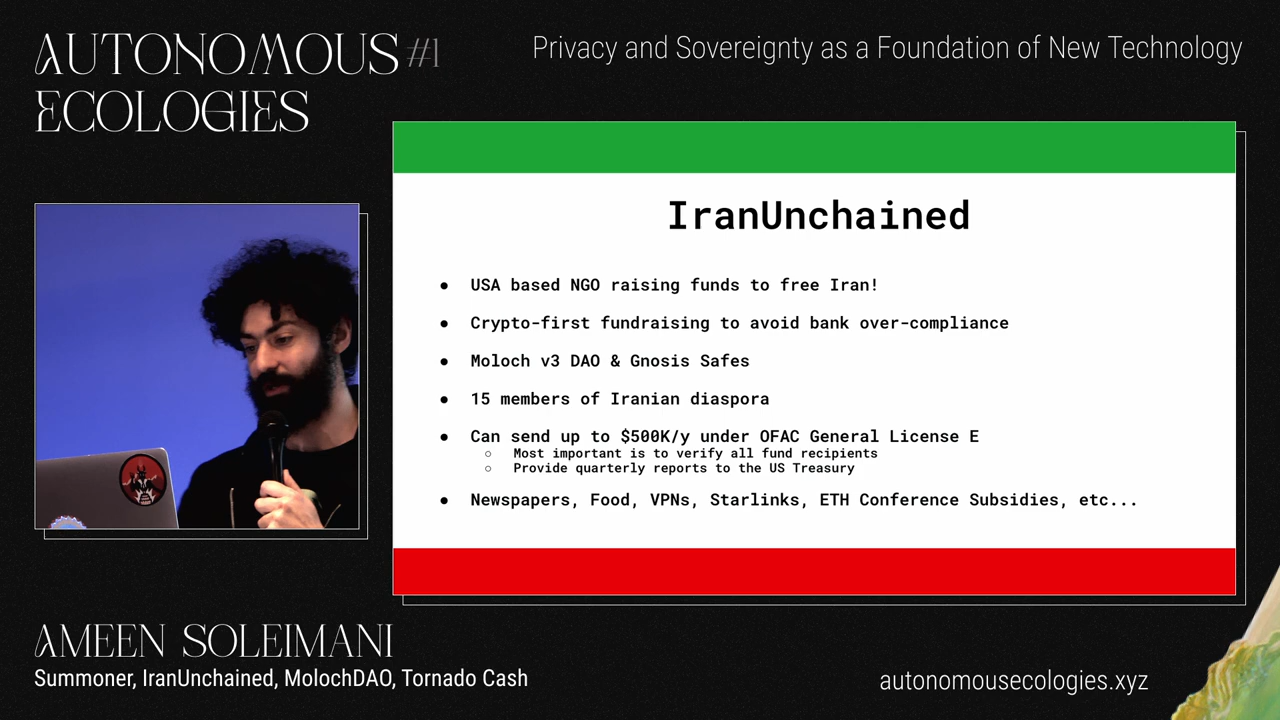 AUTONOMOUS #1
ECOLOGIES
Privacy and Sovereignty as a Foundation of New Technology
IranUnchained
● USA based NGO raising funds to free Iran!
● Crypto-first fundraising to avoid bank over-compliance
● Moloch v3 DAO & Gnosis Safes
● 15 members of Iranian diaspora
● Can send up to $500K/y under OFAC General License E
○ Most important is to verify all fund recipients
○ Provide quarterly reports to the US Treasury
● Newspapers, Food, VPNs, Starlinks, ETH Conference Subsidies, etc...
AMEEN SOLEIMANI
Summoner, IranUnchained, MolochDAO, Tornado Cash
autonomousecologies.xyz